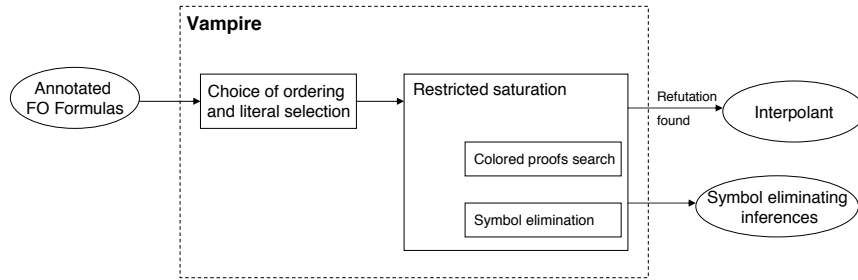 Vampire
Annotated
FO Formulas
Choice of ordering
and literal selection
Restricted saturation
Colored proofs search
Symbol elimination
Refutation
found
Interpolant
Symbol eliminating
inferences